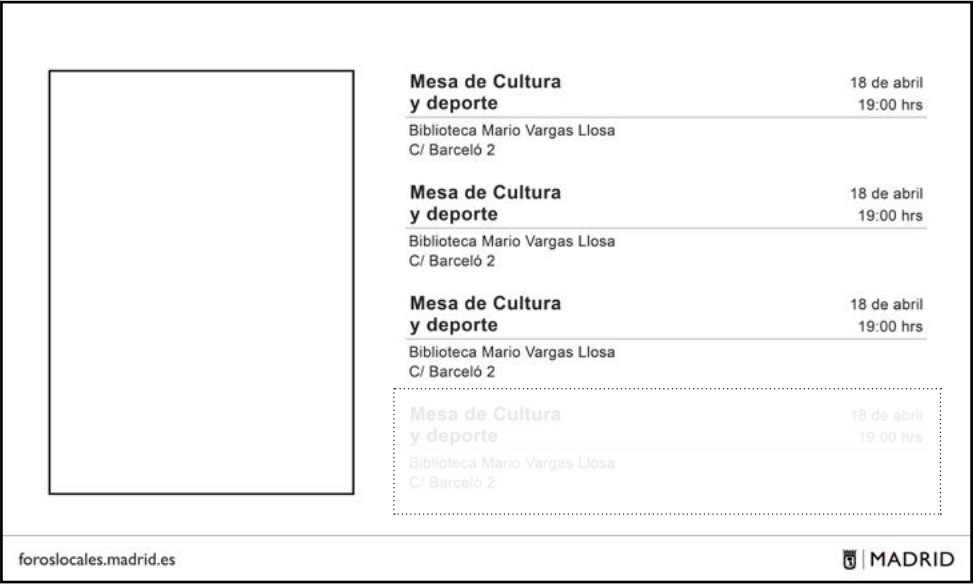 Mesa de Cultura
y deporte
18 de abril
19:00 hrs
Biblioteca Mario Vargas Llosa
C/ Barceló 2
Mesa de Cultura
y deporte
18 de abril
19:00 hrs
Biblioteca Mario Vargas Llosa
C/ Barceló 2
Mesa de Cultura
y deporte
18 de abril
19:00 hrs
Biblioteca Mario Vargas Llosa
C/ Barceló 2
Mesa de Cultura
y deporte
18 de abril
19:00 hrs
Biblioteca Mario Vargas Llosa
C/ Barceló 2
foroslocales.madrid.es
MADRID